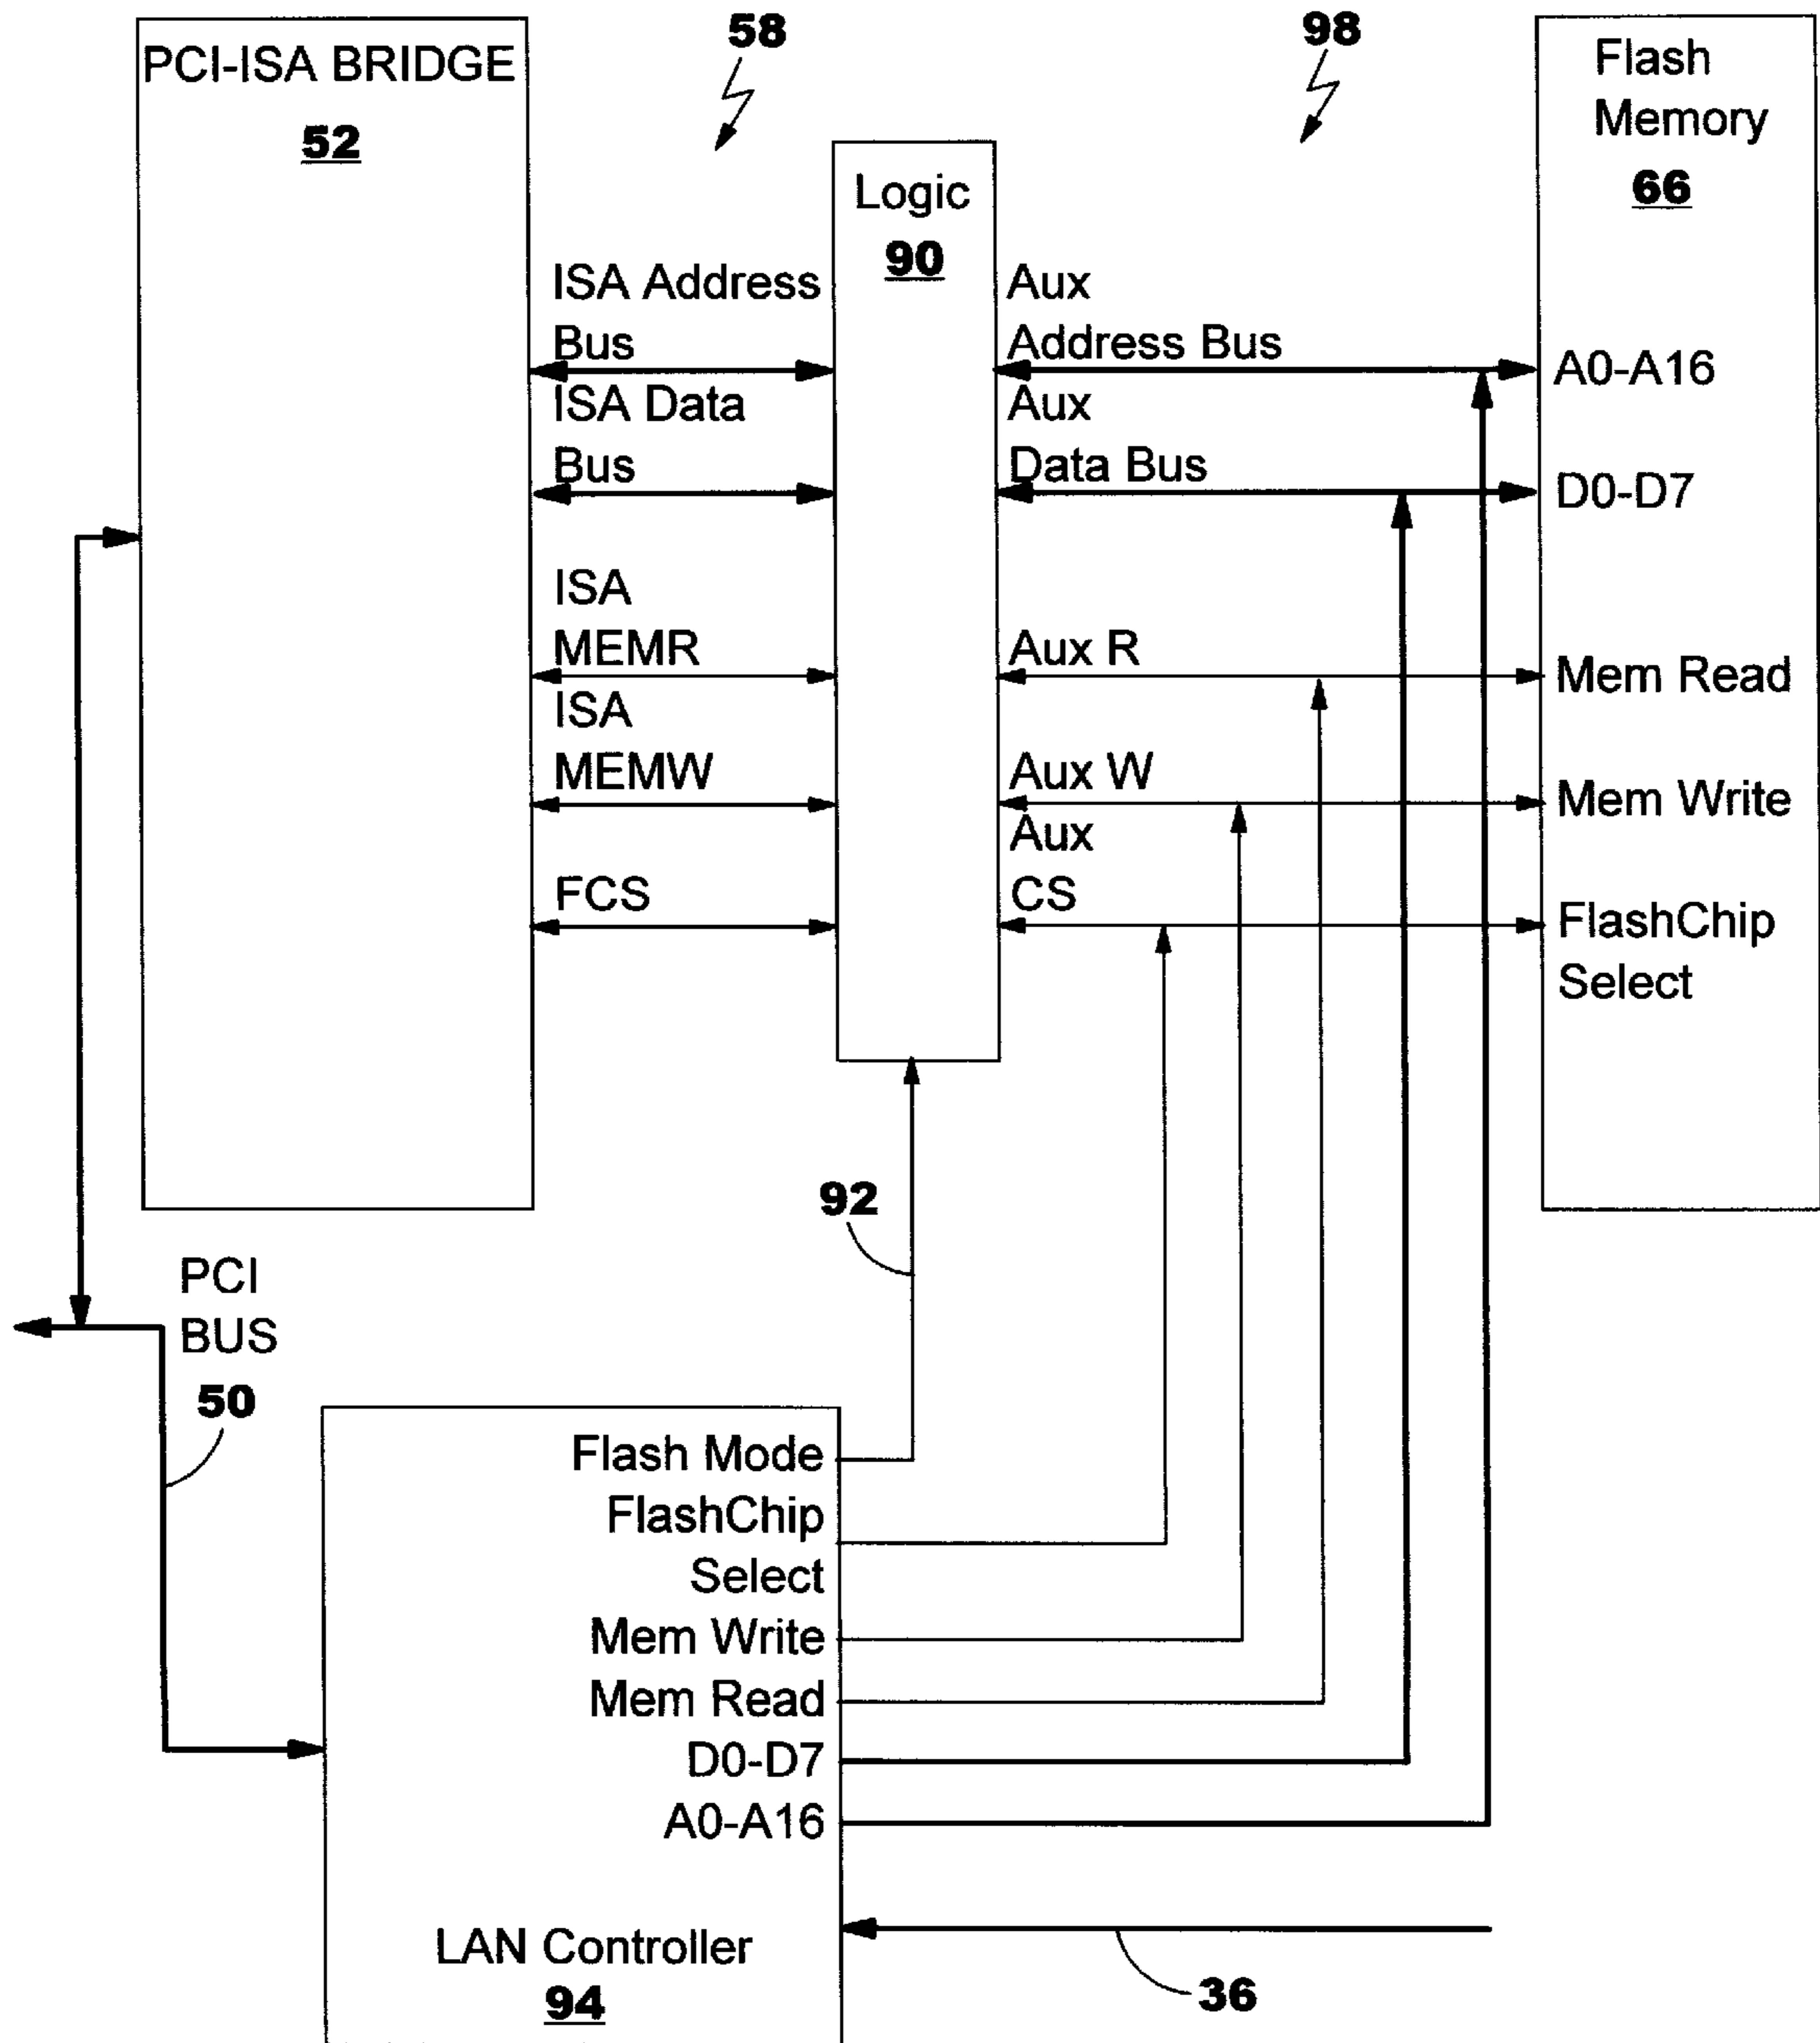 58
98
PCI-ISA BRIDGE
52
Logic
90
Flash
Memory
66
ISA Address
Bus
ISA Data
Bus
ISA
MEMR
ISA
MEMW
FCS
Aux
Address Bus
Aux
Data Bus
Aux R
Aux W
Aux
CS
A0-A16
D0-D7
Mem Read
Mem Write
FlashChip
Select
92
PCI
BUS
50
Flash Mode
FlashChip
Select
Mem Write
Mem Read
D0-D7
A0-A16
LAN Controller
94
36